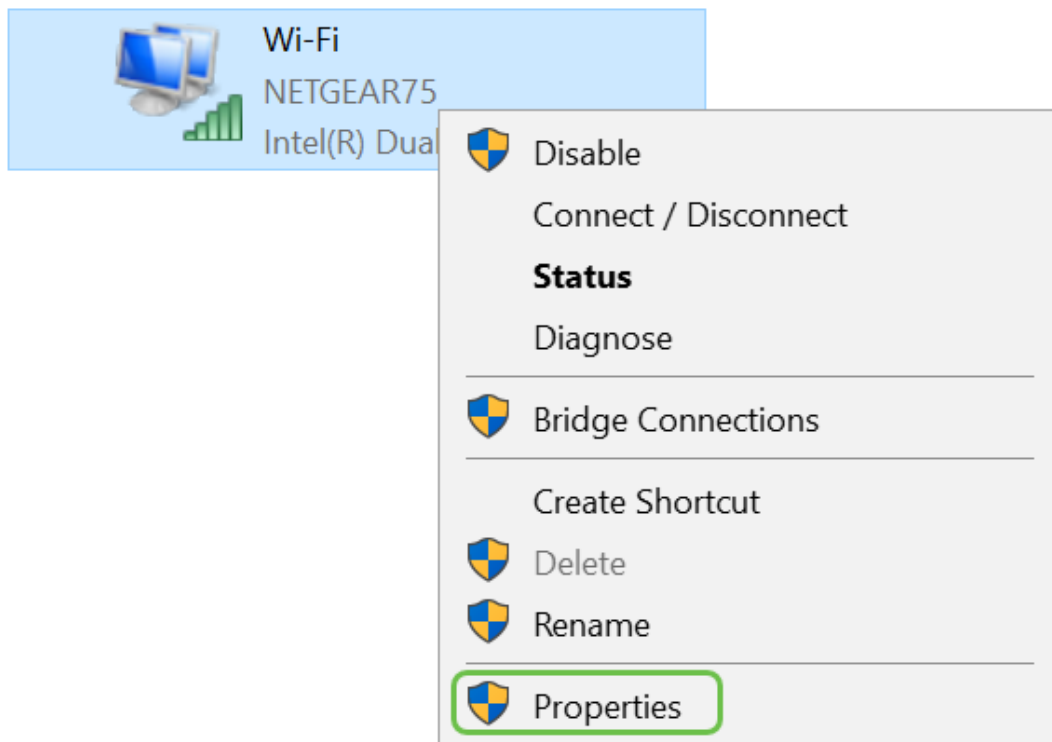 Wi-Fi
NETGEAR75
Intel(R) Dual
Disable
Connect / Disconnect
Status
Diagnose
Bridge Connections
Create Shortcut
Delete
Rename
Properties